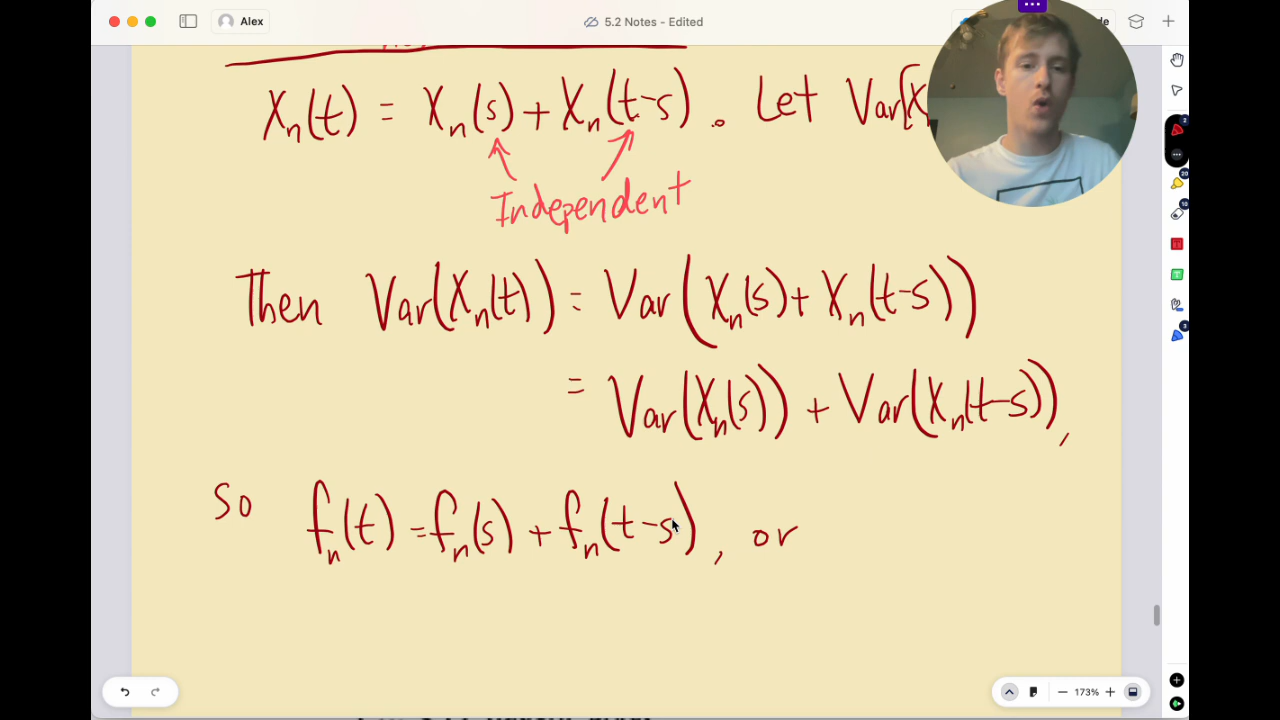 Alex
5.2 Notes - Edited
Xₙ(t) = Xₙ(s) + Xₙ(t-s). Let Var(X
Independent
Then Var(Xₙ(t)) = Var(Xₙ(s) + Xₙ(t-s))
= Var(Xₙ(s)) + Var(Xₙ(t-s)),
So fₙ(t) = fₙ(s) + fₙ(t-s), or
173%